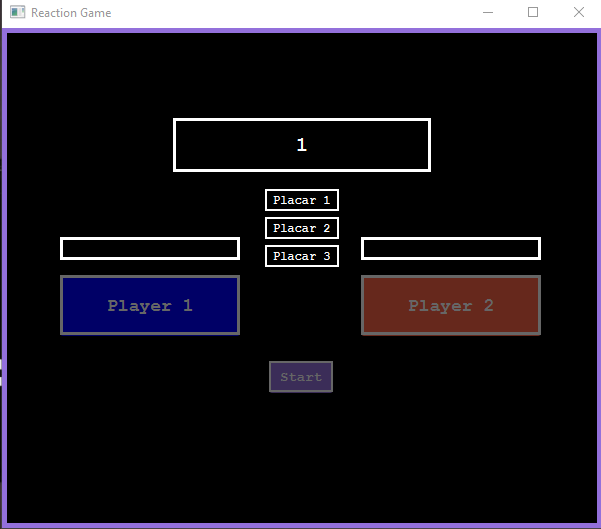 Reaction Game
1
Placar 1
Placar 2
Placar 3
Player 1
Player 2
Start